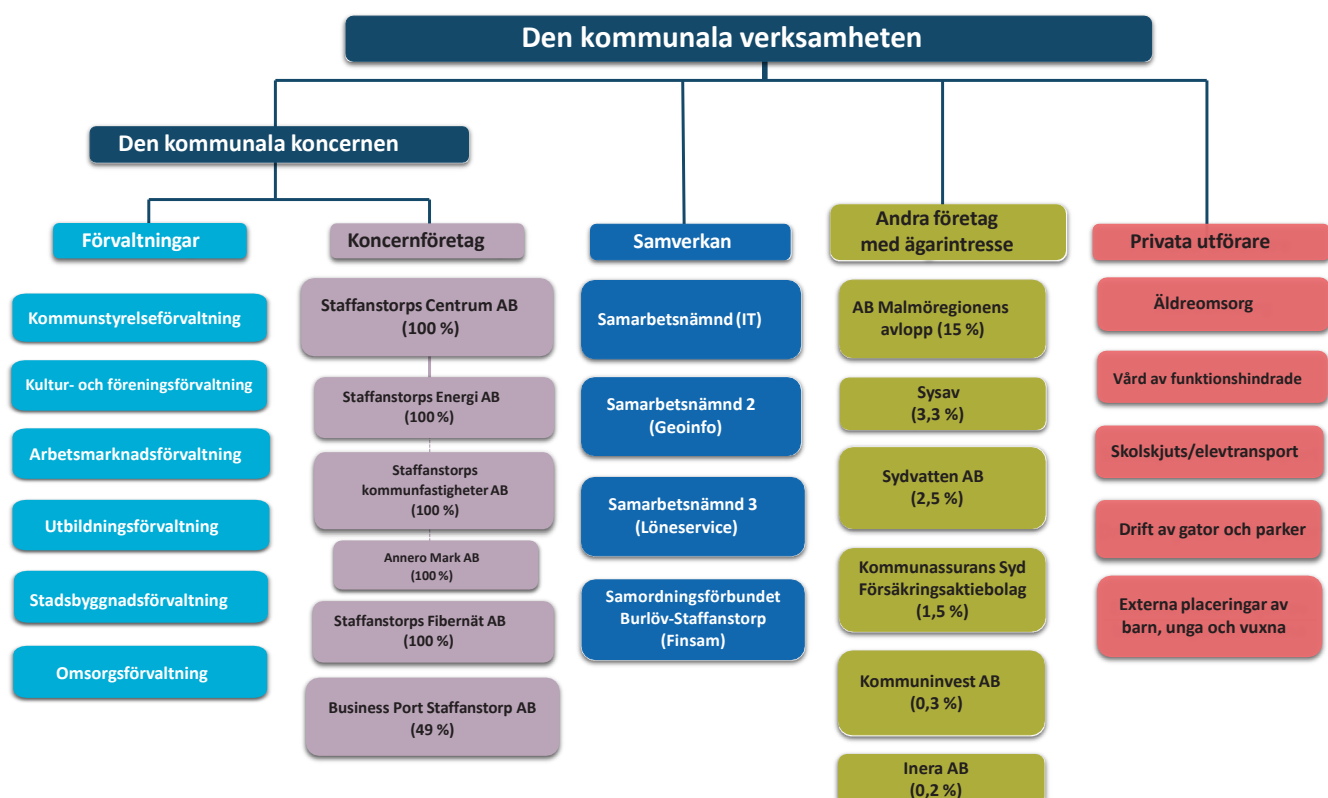 Den kommunala verksamheten
Den kommunala koncernen
Förvaltningar
Kommunstyrelseförvaltning
Kultur- och föreningsförvaltning
Arbetsmarknadsförvaltning
Utbildningsförvaltning
Stadsbyggnadsförvaltning
Omsorgsförvaltning
Koncernföretag
Staffanstorps Centrum AB
(100 %)
Staffanstorps Energi AB
(100 %)
Staffanstorps
kommunfastigheter AB
(100 %)
Annero Mark AB
(100 %)
Staffanstorps Fibernät AB
(100 %)
Business Port Staffanstorp AB
(49 %)
Samverkan
Samarbetsnämnd (IT)
Samarbetsnämnd 2
(Geoinfo)
Samarbetsnämnd 3
(Löneservice)
Samordningsförbundet
Burlöv-Staffanstorp
(Finsam)
Andra företag
med ägarintresse
AB Malmöregionens
avlopp (15 %)
Sysav
(3,3 %)
Sydvatten AB
(2,5 %)
Kommunassurans Syd
Försäkringsaktiebolag
(1,5 %)
Kommuninvest AB
(0,3 %)
Inera AB
(0,2 %)
Privata utförare
Äldreomsorg
Vård av funktionshindrade
Skolskjuts/elevtransport
Drift av gator och parker
Externa placeringar av
barn, unga och vuxna